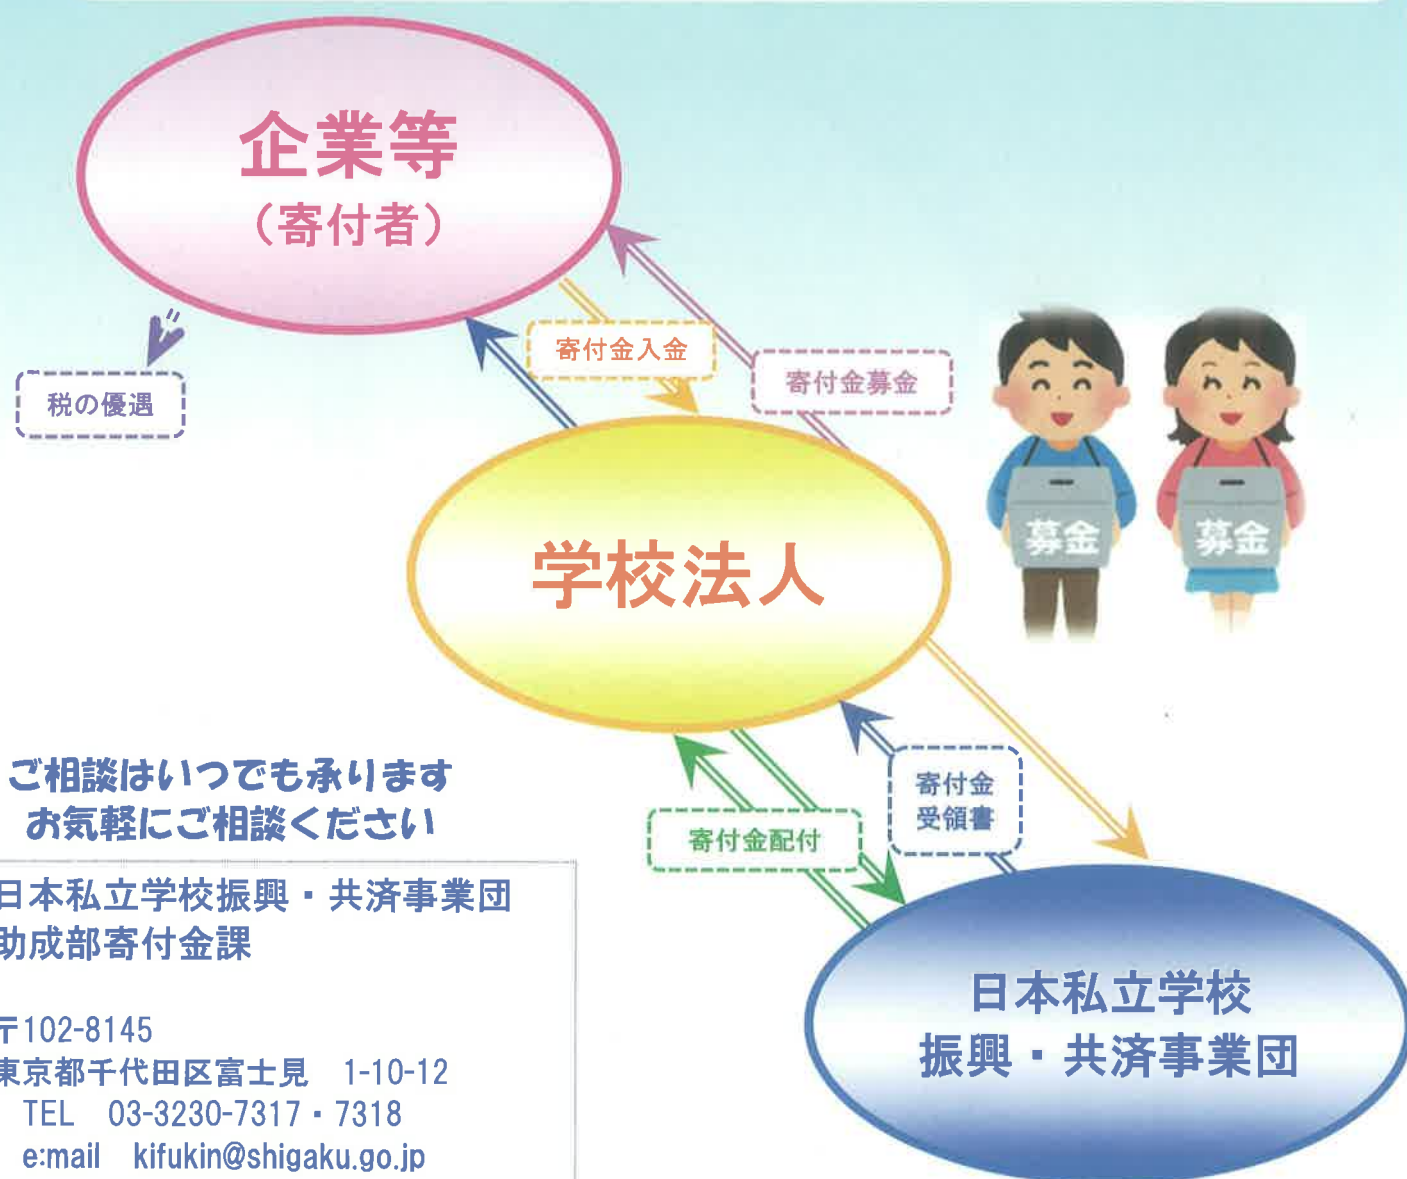 企業等
（寄付者）
税の優遇
寄付金入金
寄付金募金
募金
募金
学校法人
寄付金配付
寄付金
受領書
日本私立学校
振興・共済事業団
ご相談はいつでも承ります
お気軽にご相談ください
日本私立学校振興・共済事業団
助成部寄付金課
〒102-8145
東京都千代田区富士見　1-10-12
TEL　03-3230-7317・7318
e:mail　kifukin@shigaku.go.jp